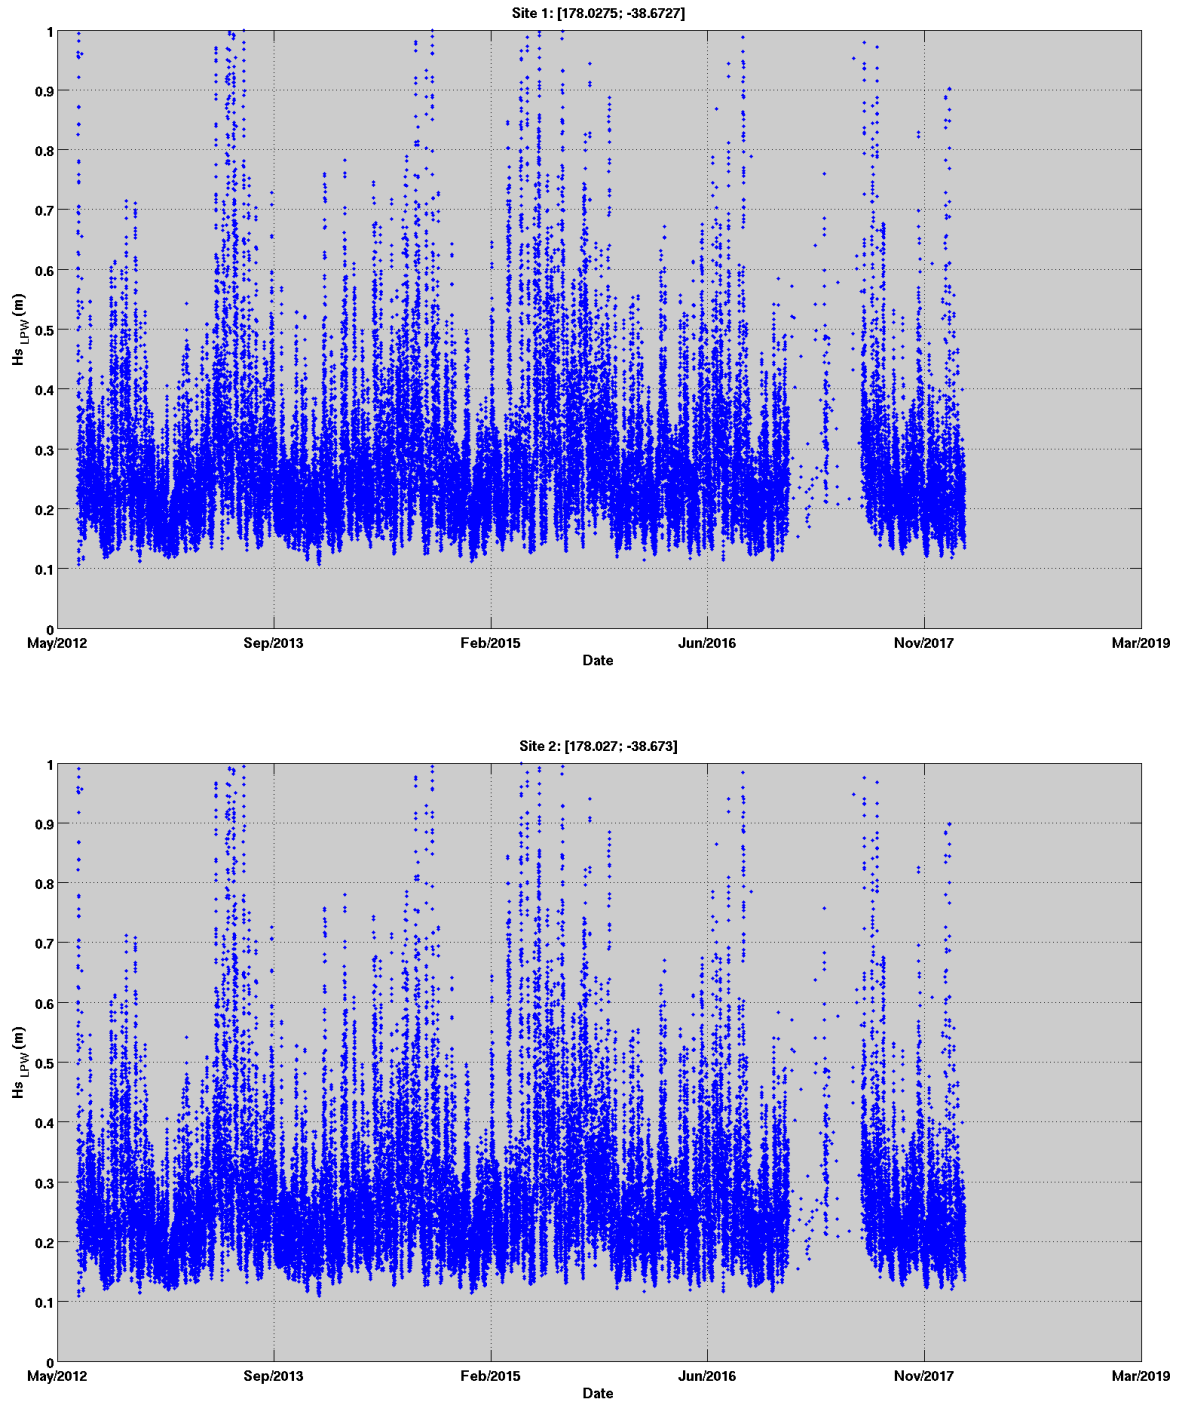 Site 1: [178.0275; -38.6727]
1
0.9
0.8
0.7
0.6
0.5
0.4
0.3
0.2
0.1
0
Hs LPW (m)
May/2012 Sep/2013 Feb/2015 Jun/2016 Nov/2017 Mar/2019
Date
Site 2: [178.027; -38.673]
1
0.9
0.8
0.7
0.6
0.5
0.4
0.3
0.2
0.1
0
Hs LPW (m)
May/2012 Sep/2013 Feb/2015 Jun/2016 Nov/2017 Mar/2019
Date